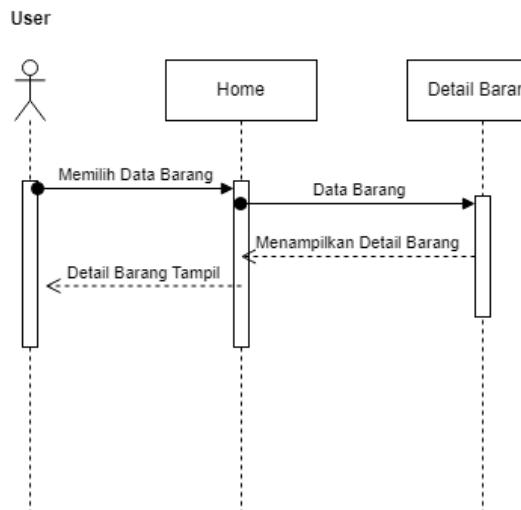 User
Home
Detail Baran
Memilih Data Barang
Data Barang
Menampilkan Detail Barang
Detail Barang Tampil